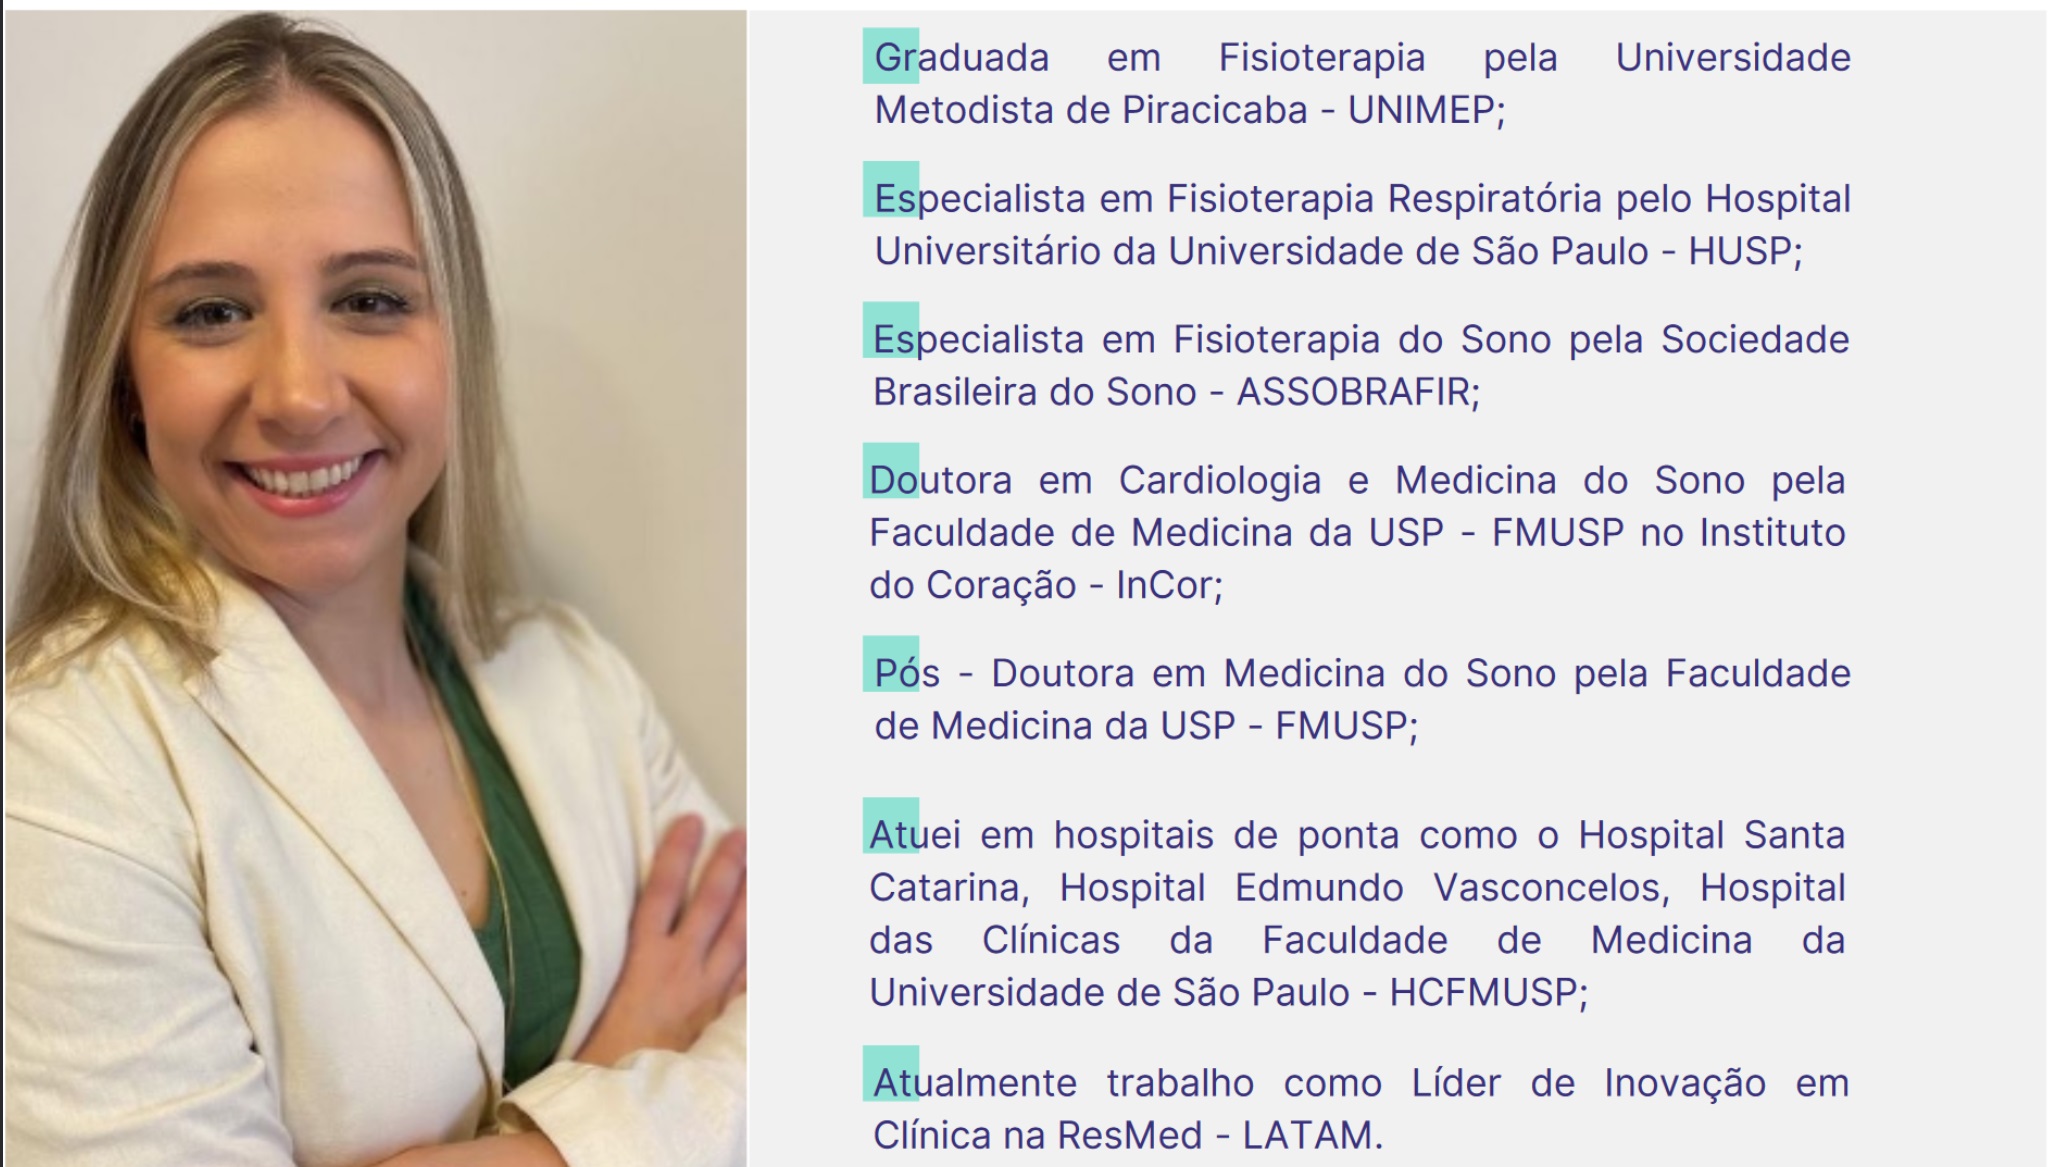 Graduada em Fisioterapia pela Universidade
Metodista de Piracicaba - UNIMEP;
Especialista em Fisioterapia Respiratória pelo Hospital
Universitário da Universidade de São Paulo - HUSP;
Especialista em Fisioterapia do Sono pela Sociedade
Brasileira do Sono - ASSOBRAFIR;
Doutora em Cardiologia e Medicina do Sono pela
Faculdade de Medicina da USP - FMUSP no Instituto
do Coração - InCor;
Pós - Doutora em Medicina do Sono pela Faculdade
de Medicina da USP - FMUSP;
Atuei em hospitais de ponta como o Hospital Santa
Catarina, Hospital Edmundo Vasconcelos, Hospital
das Clínicas da Faculdade de Medicina da
Universidade de São Paulo - HCFMUSP;
Atualmente trabalho como Líder de Inovação em
Clínica na ResMed - LATAM.